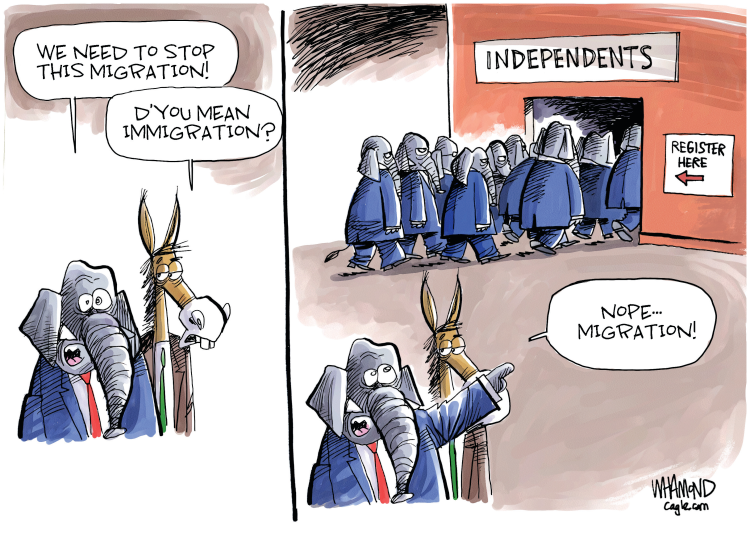 WE NEED TO STOP
THIS MIGRATION!
D'YOU MEAN
IMMIGRATION?
INDEPENDENTS
REGISTER
HERE
NOPE...
MIGRATION!
WHAMOND
Cagle.com